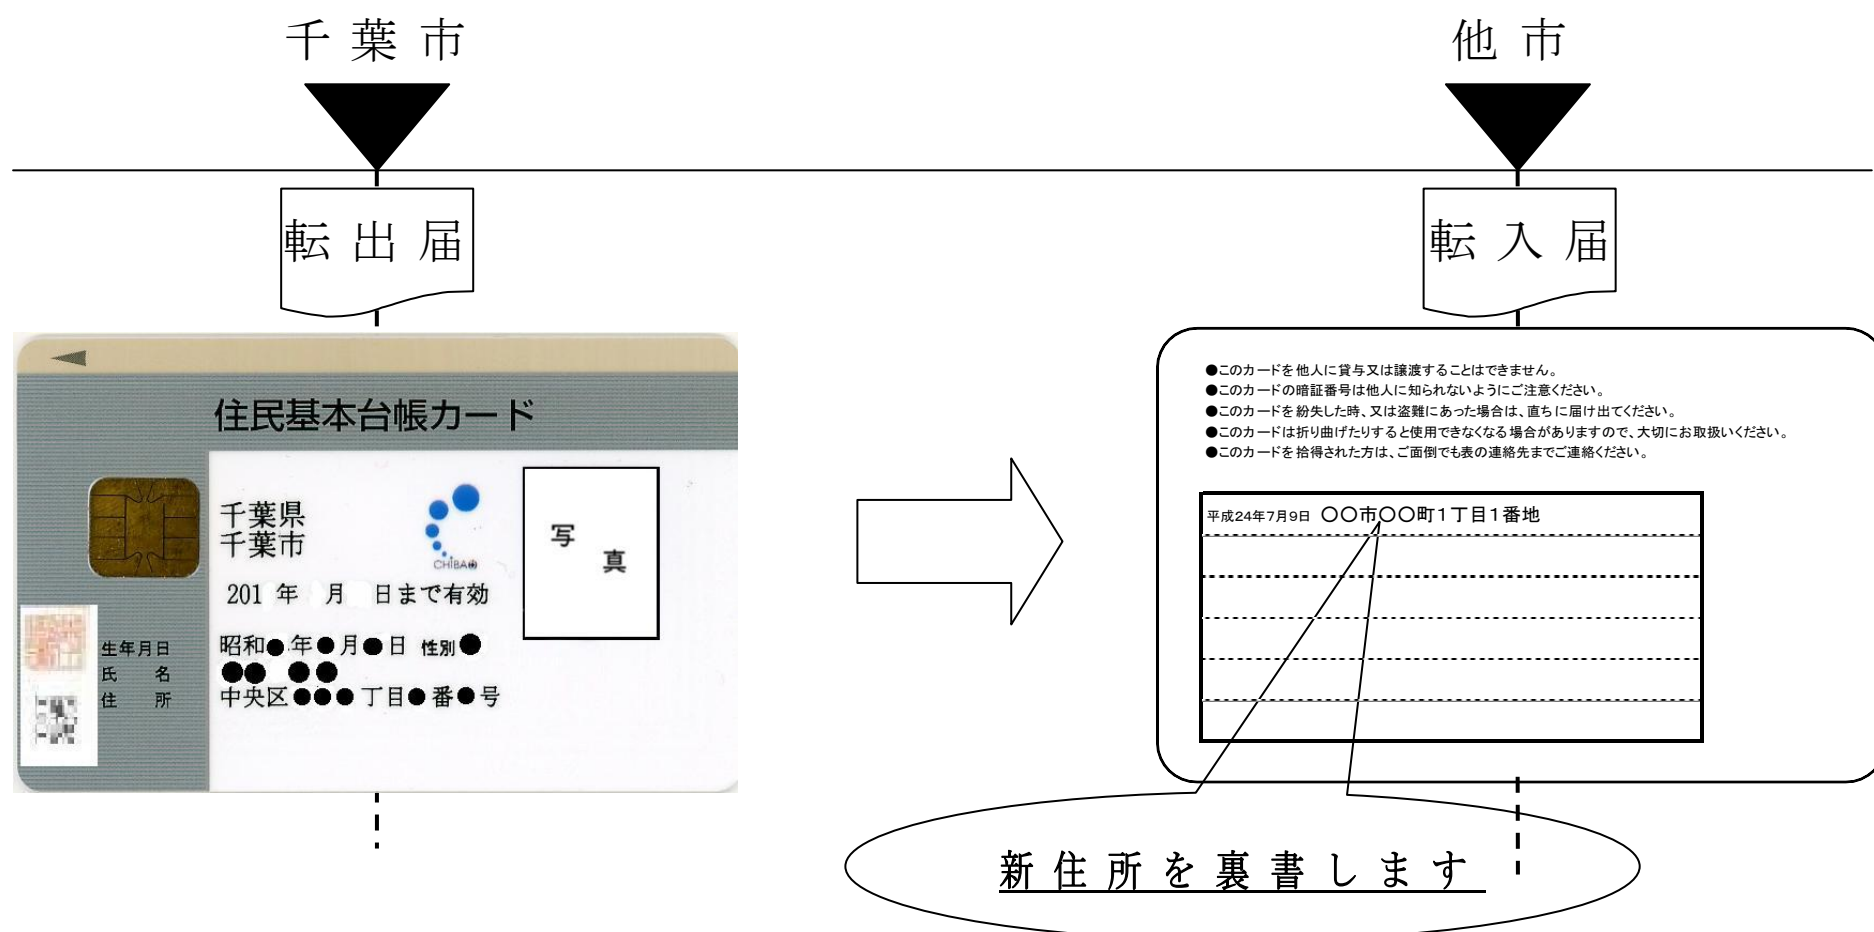 千葉市
他市
転出届
転入届
住民基本台帳カード
千葉県
千葉市
CHIBA
写真
201 年 月 日まで有効
生年月日 昭和●年●月●日 性別●
氏名 ●● ●●
住所 中央区●●●丁目●番●号
●このカードを他人に貸与又は譲渡することはできません。
●このカードの暗証番号は他人に知られないようにご注意ください。
●このカードを紛失した時、又は盗難にあった場合は、直ちに届け出てください。
●このカードは折り曲げたりすると使用できなくなる場合がありますので、大切にお取扱いください。
●このカードを拾得された方は、ご面倒でも表の連絡先までご連絡ください。
平成24年7月9日 〇〇市〇〇町1丁目1番地
新住所を裏書します